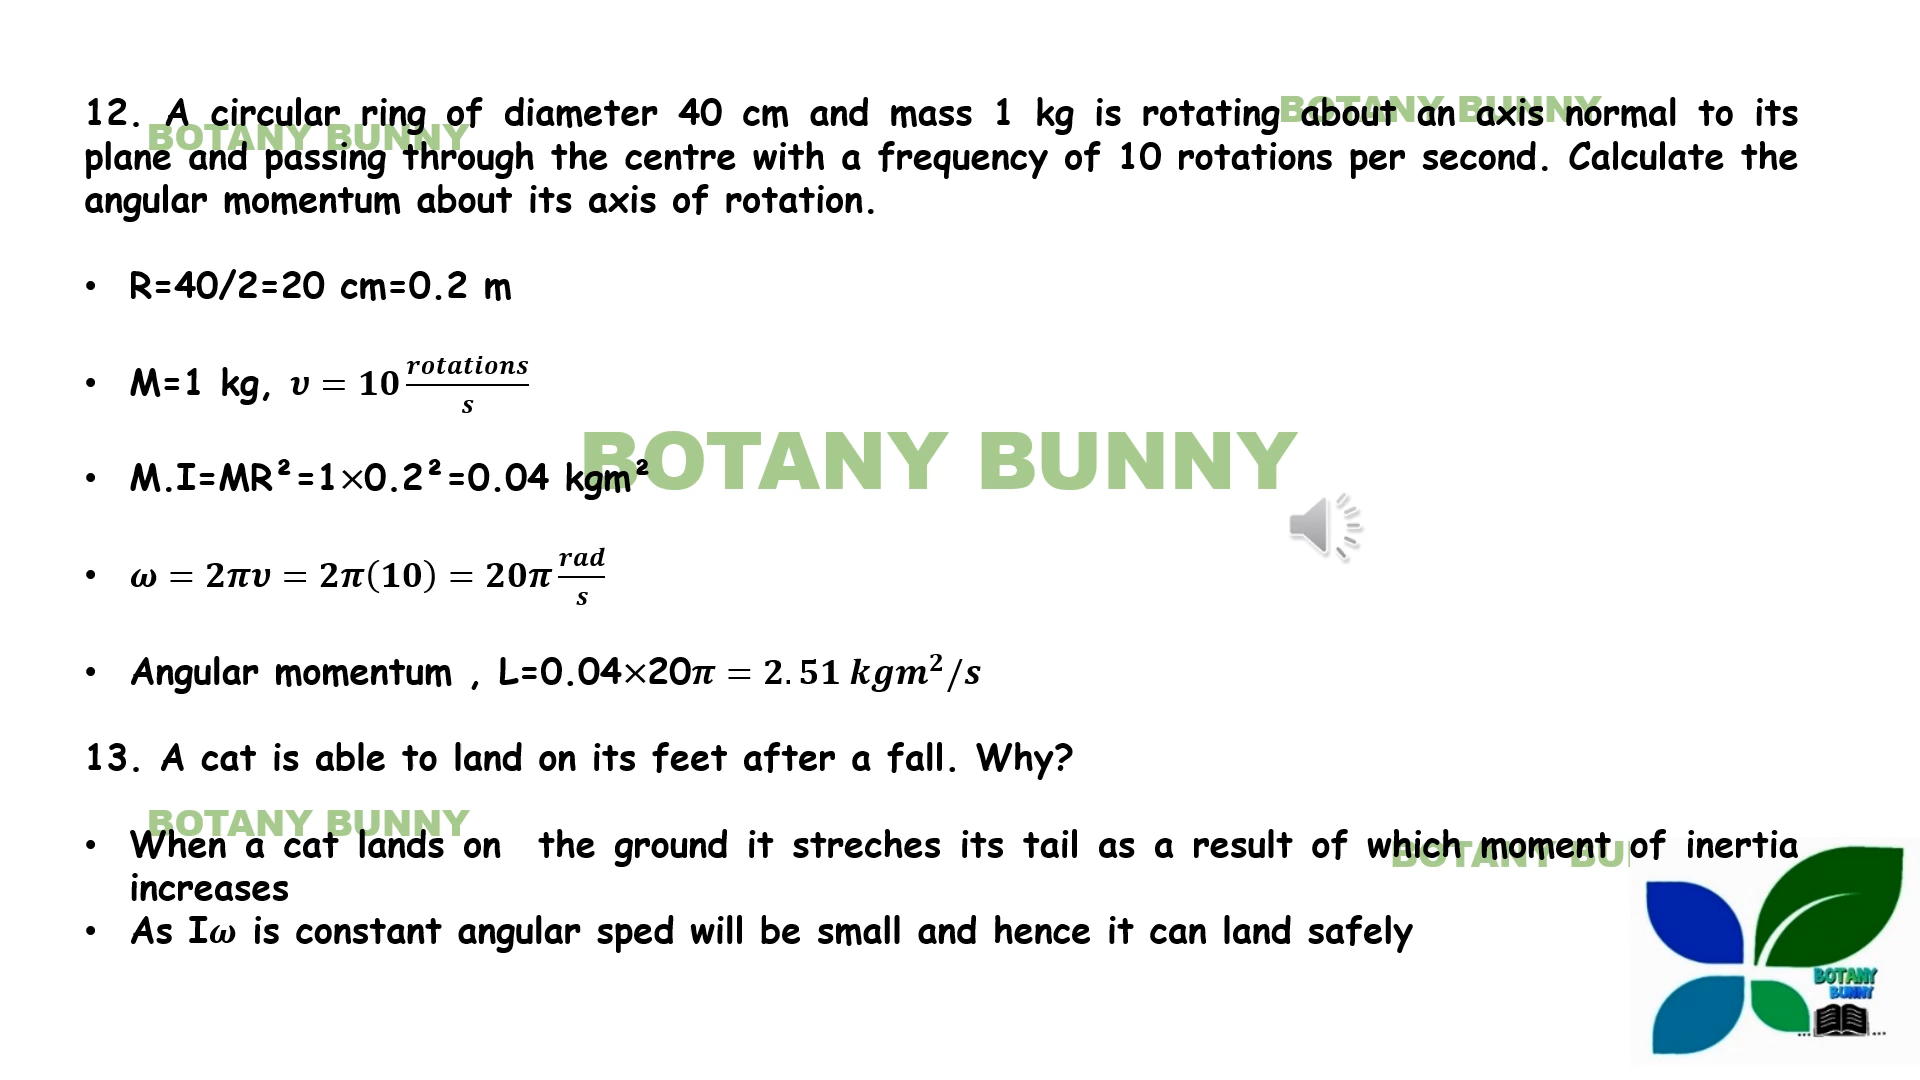 BOTANY BUNNY
12. A circular ring of diameter 40 cm and mass 1 kg is rotating about an axis normal to its
BOTANY BUNNY
plane and passing through the centre with a frequency of 10 rotations per second. Calculate the
angular momentum about its axis of rotation.
• R=40/2=20 cm=0.2 m
• M=1 kg, 𝝊 = 𝟏𝟎 rotations/s
BOTANY BUNNY
• M.I=MR²=1×0.2²=0.04 kgm²
• ω = 2πυ = 2π(10) = 20π rad/s
• Angular momentum , L=0.04×20π = 2.51 kgm²/s
13. A cat is able to land on its feet after a fall. Why?
BOTANY BUNNY
• When a cat lands on the ground it streches its tail as a result of which moment of inertia
BOTANY BU
increases
• As Iω is constant angular sped will be small and hence it can land safely
BOTANY
BUNNY